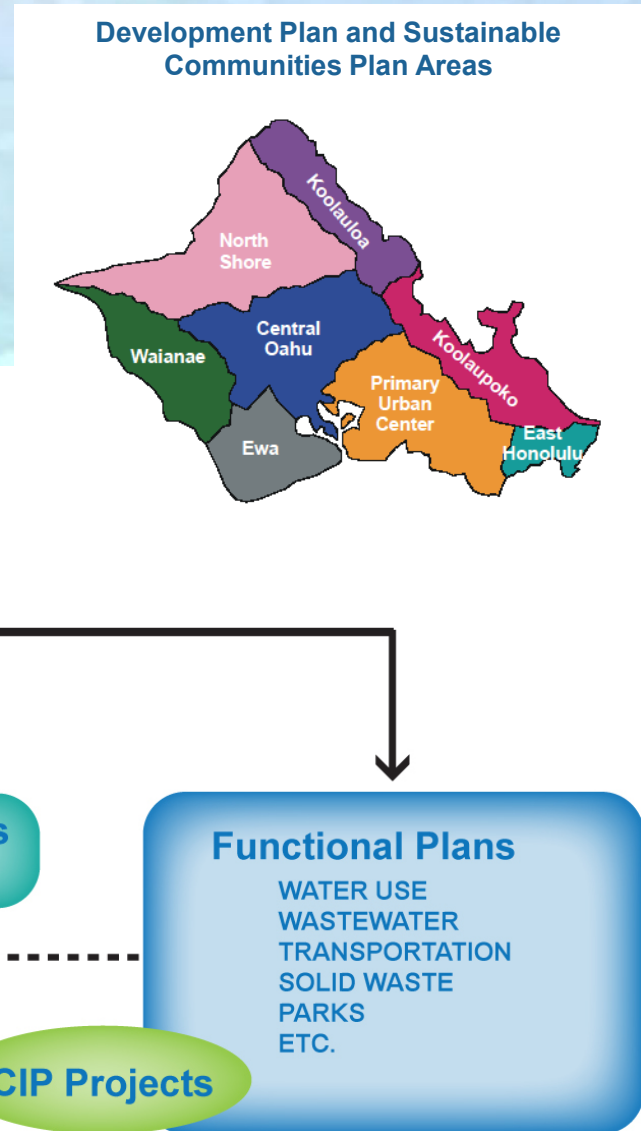 Development Plan and Sustainable
Communities Plan Areas
Koolauloa
North
Shore
Central
Oahu
Waianae
Koolaupoko
Primary
Urban
Center
East
Honolulu
Ewa
s
Functional Plans
WATER USE
WASTEWATER
TRANSPORTATION
SOLID WASTE
PARKS
ETC.
CIP Projects